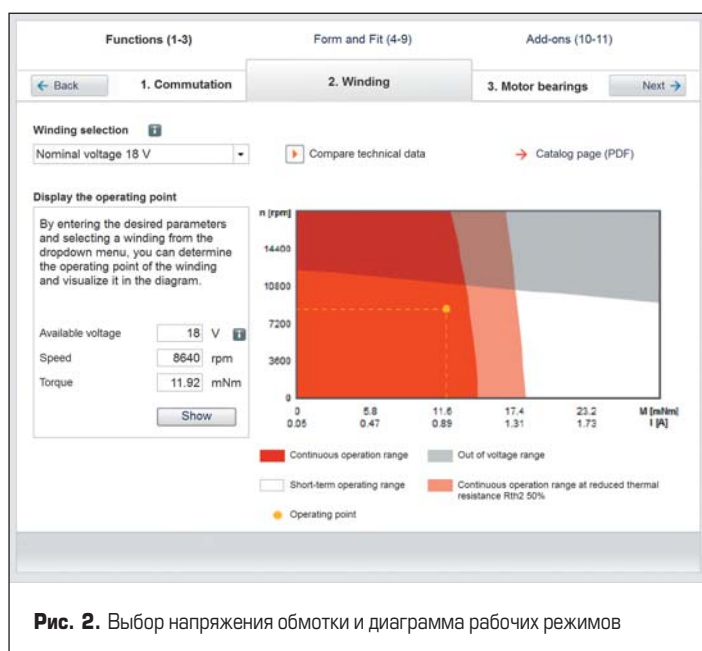 Functions (1-3) Form and Fit (4-9) Add-ons (10-11)
← Back 1. Commutation 2. Winding 3. Motor bearings Next →
Winding selection i
Nominal voltage 18 V
Compare technical data → Catalog page (PDF)
Display the operating point
By entering the desired parameters
and selecting a winding from the
dropdown menu, you can determine
the operating point of the winding
and visualize it in the diagram.
Available voltage 18 V i
Speed 8640 rpm
Torque 11.92 mNm
Show
n [rpm]
14400
10800
7200
3600
0
0 5.8 11.6 17.4 23.2 M [mNm]
0.05 0.47 0.89 1.31 1.73 I [A]
Continuous operation range Out of voltage range
Short-term operating range Continuous operation range at reduced thermal
resistance Rth2 50%
Operating point
Рис. 2. Выбор напряжения обмотки и диаграмма рабочих режимов